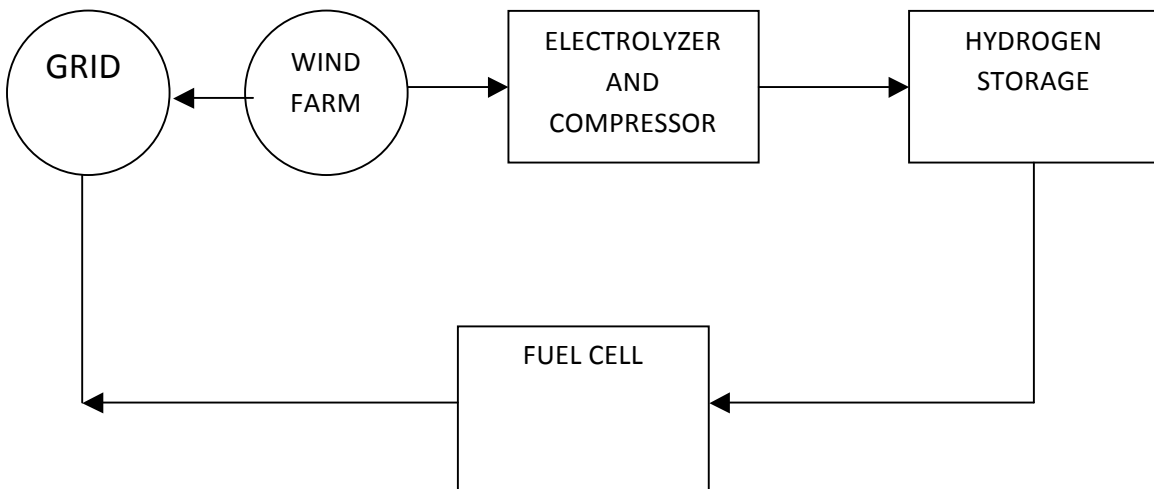 GRID
WIND
FARM
ELECTROLYZER
AND
COMPRESSOR
HYDROGEN
STORAGE
FUEL CELL